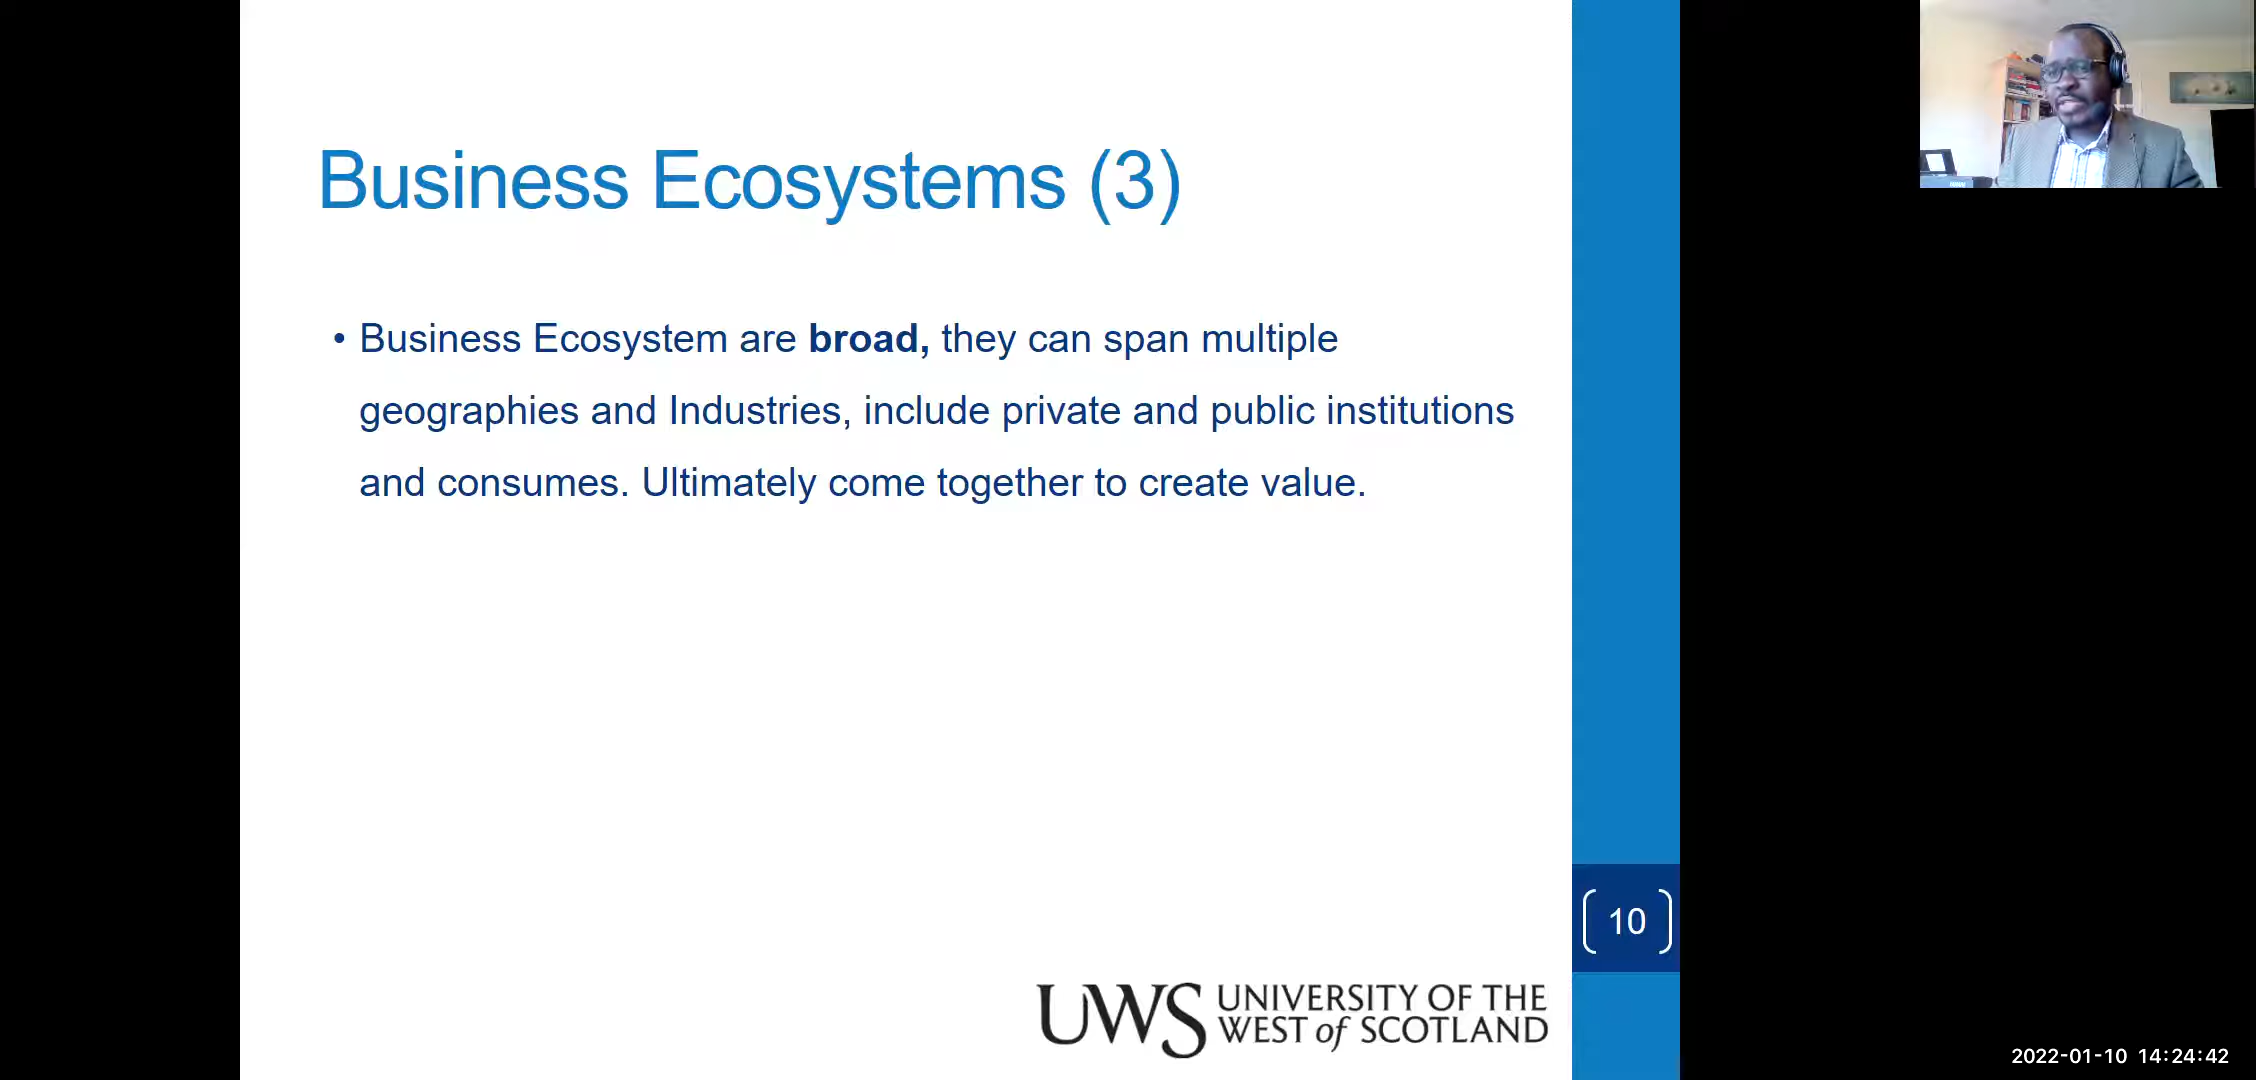 Business Ecosystems (3)
• Business Ecosystem are broad, they can span multiple
geographies and Industries, include private and public institutions
and consumes. Ultimately come together to create value.
10
UWS UNIVERSITY OF THE
WEST of SCOTLAND
2022-01-10 14:24:42